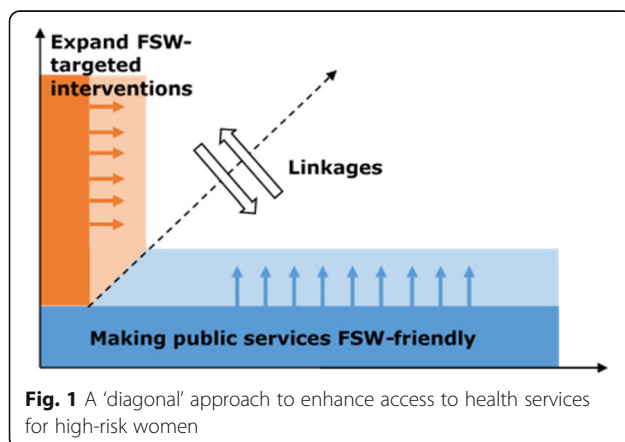 Expand FSW-
targeted
interventions
Linkages
Making public services FSW-friendly
Fig. 1 A ‘diagonal’ approach to enhance access to health services
for high-risk women